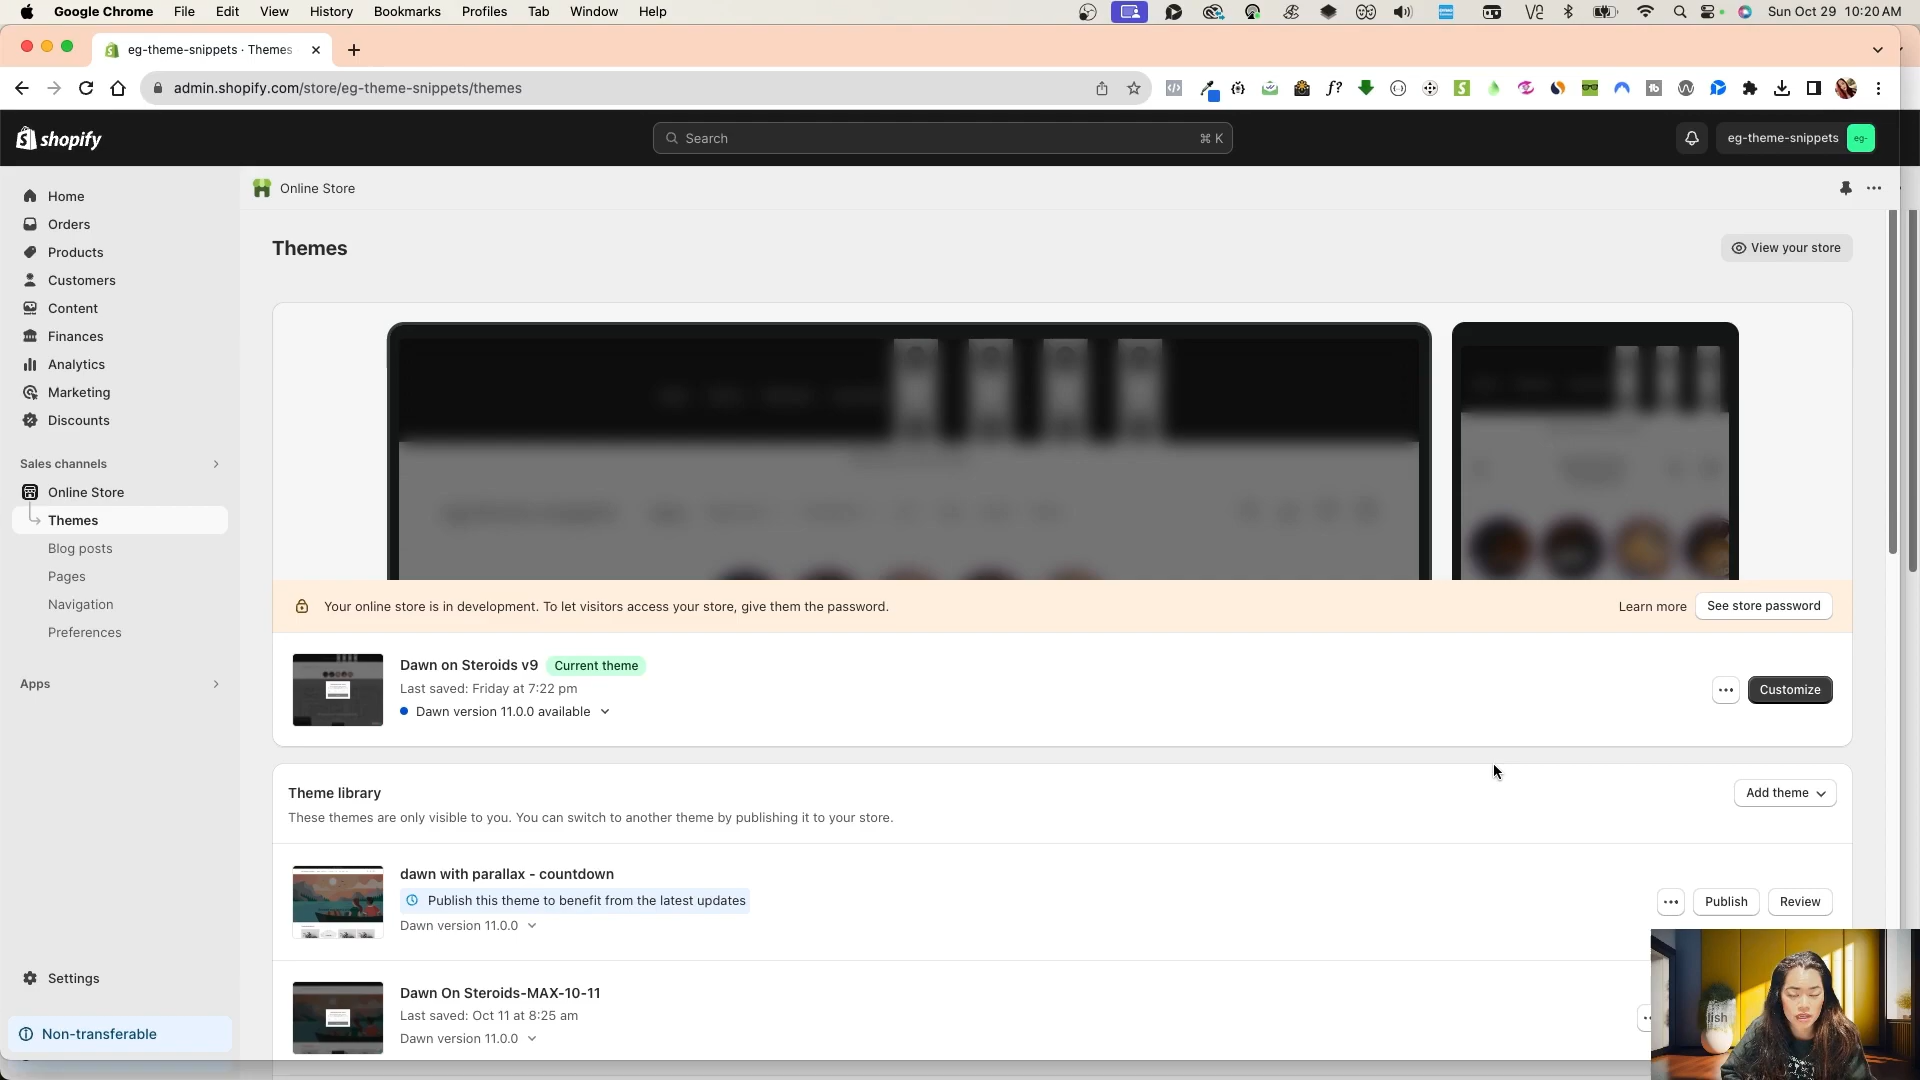 Google Chrome File Edit View History Bookmarks Profiles Tab Window Help
Sun Oct 29 10:20 AM
eg-theme-snippets · Themes
admin.shopify.com/store/eg-theme-snippets/themes
shopify
Search
⌘ K
eg-theme-snippets
eg-
Home
Orders
Products
Customers
Content
Finances
Analytics
Marketing
Discounts
Sales channels
Online Store
Themes
Blog posts
Pages
Navigation
Preferences
Apps
Settings
Non-transferable
Online Store
Themes
View your store
Your online store is in development. To let visitors access your store, give them the password.
Learn more
See store password
Dawn on Steroids v9 Current theme
Last saved: Friday at 7:22 pm
Dawn version 11.0.0 available
Customize
Theme library
These themes are only visible to you. You can switch to another theme by publishing it to your store.
Add theme
dawn with parallax - countdown
Publish this theme to benefit from the latest updates
Dawn version 11.0.0
Publish
Review
Dawn On Steroids-MAX-10-11
Last saved: Oct 11 at 8:25 am
Dawn version 11.0.0